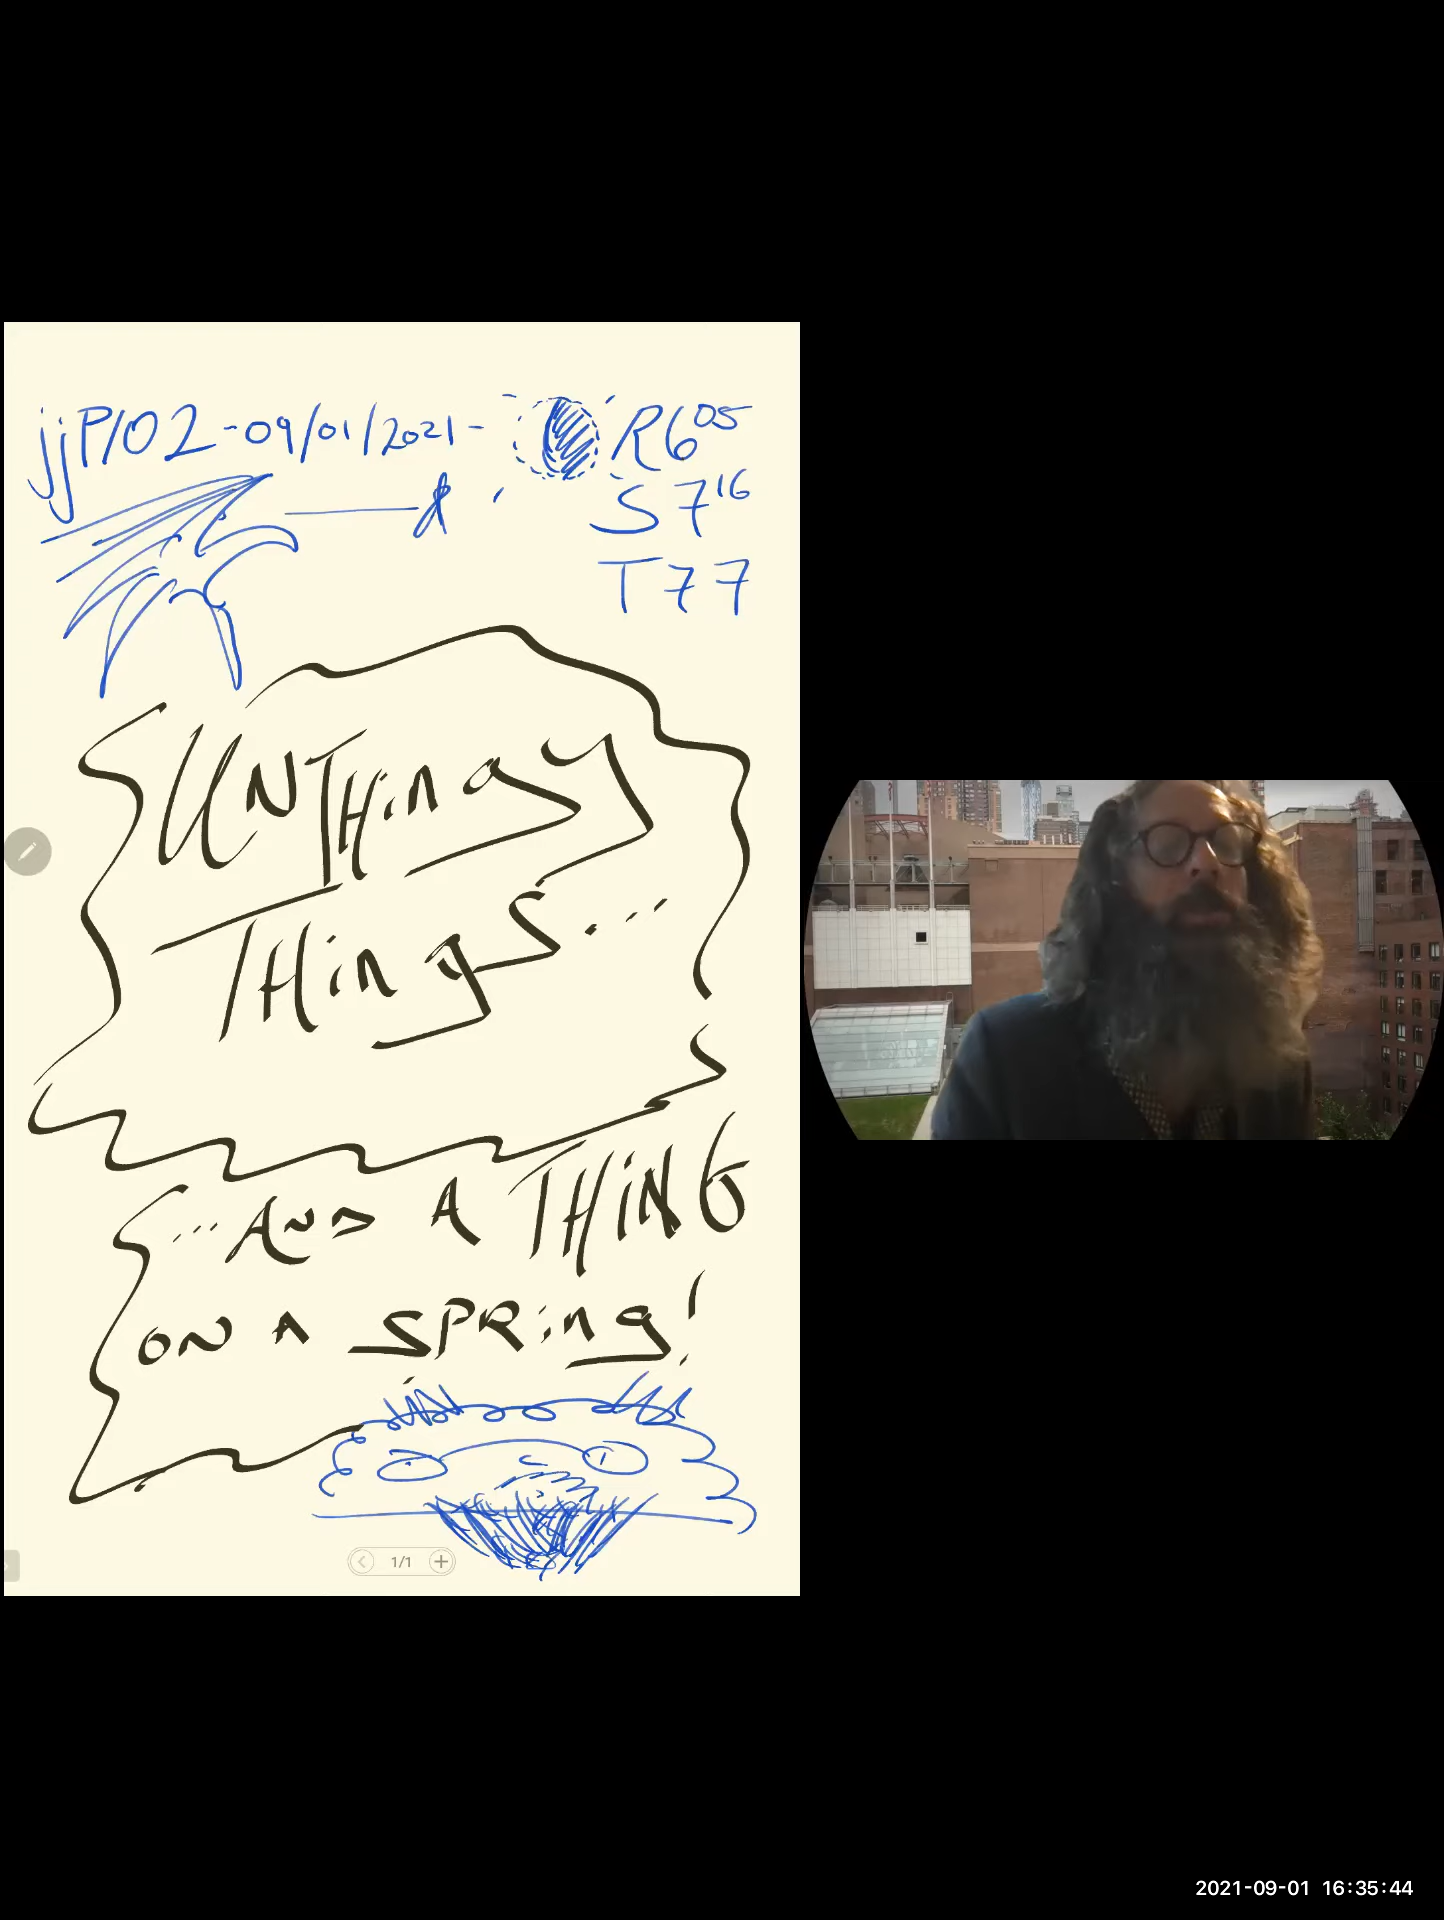 jjP102-09/01/2021-
R6⁰⁵
S7¹⁶
T77
UNTHingy
THings...
...AND A THING
ON A SPRing!
1/1
2021-09-01 16:35:44